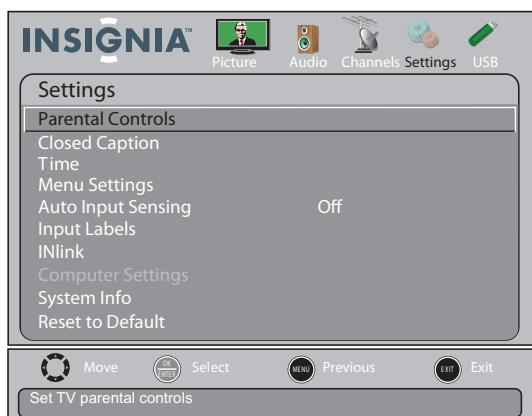 INSIGNIA™
Picture Audio Channels Settings USB
Settings
Parental Controls
Closed Caption
Time
Menu Settings
Auto Input Sensing Off
Input Labels
INlink
Computer Settings
System Info
Reset to Default
Move OK ENTER Select MENU Previous EXIT Exit
Set TV parental controls